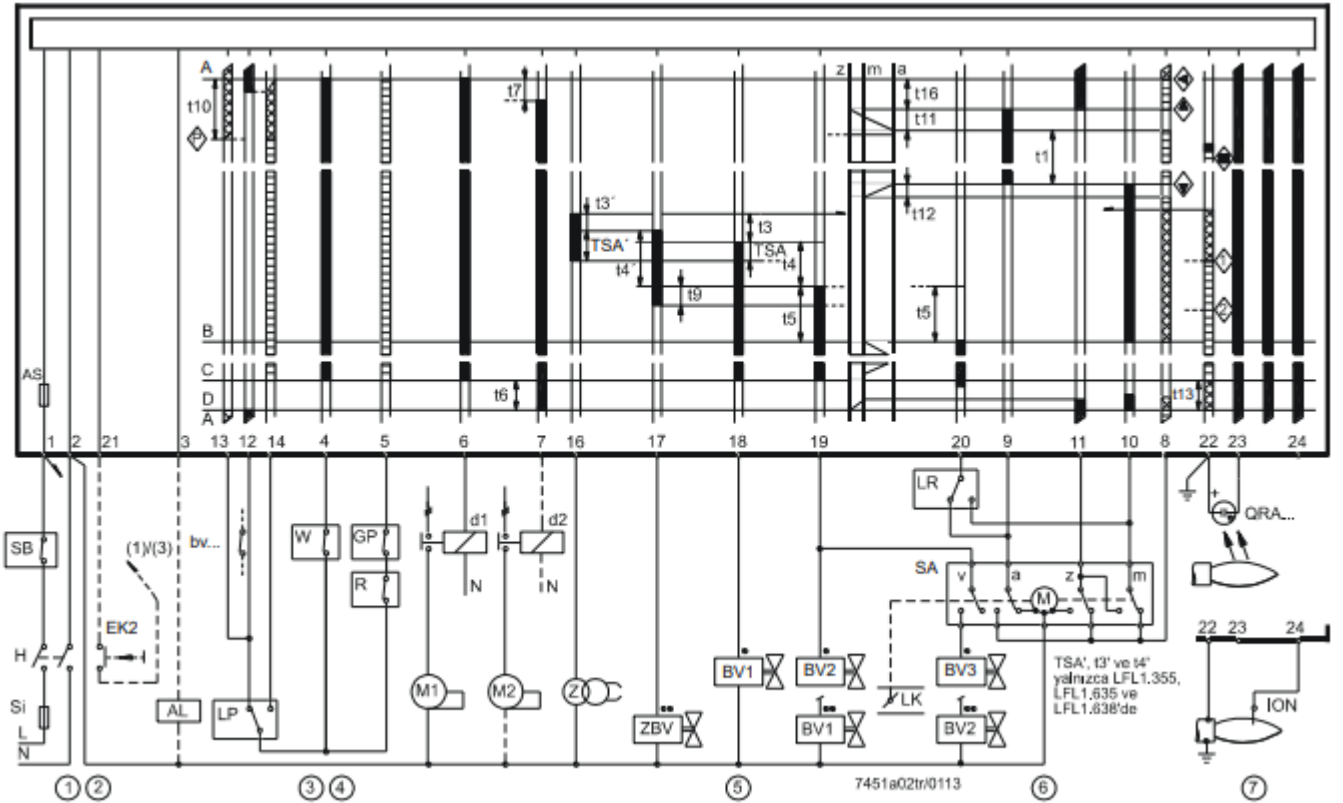 A z m a
t10 t7 t16
t11
P
t1
t3´ t12
t3
TSA´ TSA
t4´ t4
t9
t5 t5
B
C
t6 t13
D
A
1
2
AS
1 2 21 3 13 12 14 4 5 6 7 16 17 18 19 20 9 11 10 8 22 23 24
LR
+
QRA...
SB (1)/(3) bv... W GP d1 d2
R N N
SA v a z m
M
EK2
22 23 24
H
BV1 BV2 BV3
TSA', t3' ve t4'
yalnızca LFL1.355,
LFL1.635 ve
LFL1.638'de
Si AL LP M1 M2 Z LK ION
L
N
ZBV BV1 BV2
7451a02tr/0113
1 2 3 4 5 6 7